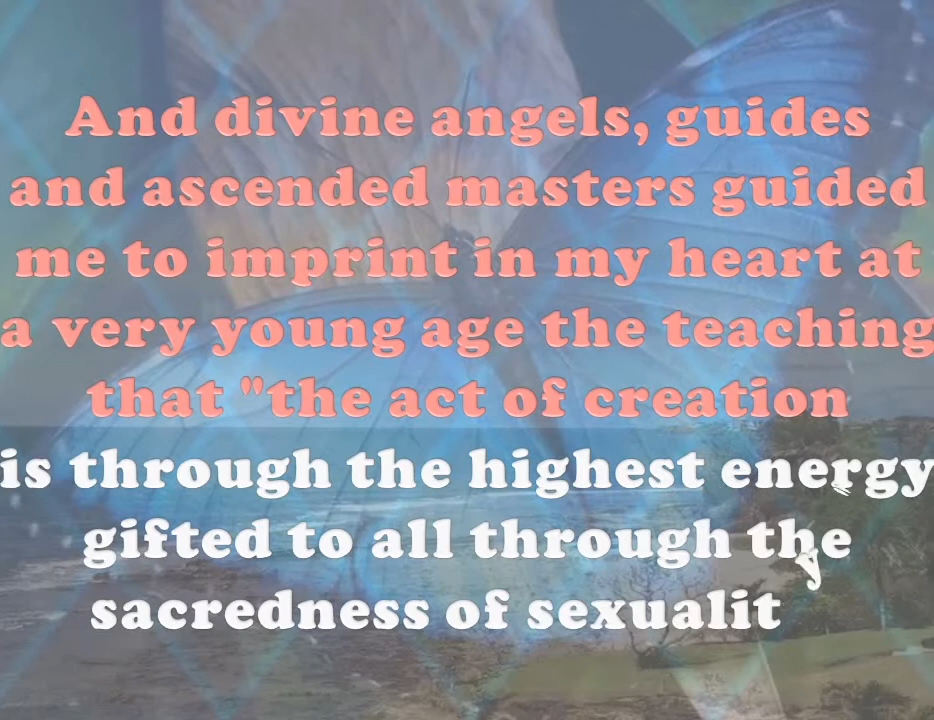 And divine angels, guides
and ascended masters guided
me to imprint in my heart at
a very young age the teaching
that "the act of creation
is through the highest energy
gifted to all through the
sacredness of sexuality